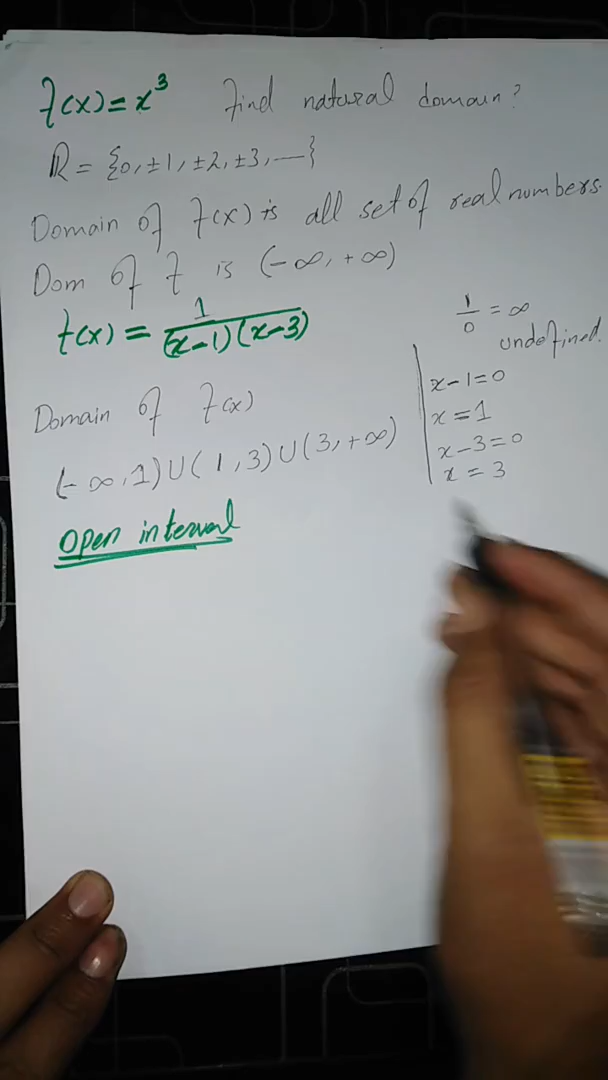 f(x) = x³ Find natural domain?
ℝ = {0, ±1, ±2, ±3, —}
Domain of f(x) is all set of real numbers.
Dom of f is (-∞, +∞)
f(x) = 1/((x-1)(x-3))
1/0 = ∞
undefined.
x-1=0
x = 1
x-3=0
x = 3
Domain of f(x)
(-∞, 1) U (1, 3) U (3, +∞)
Open interval